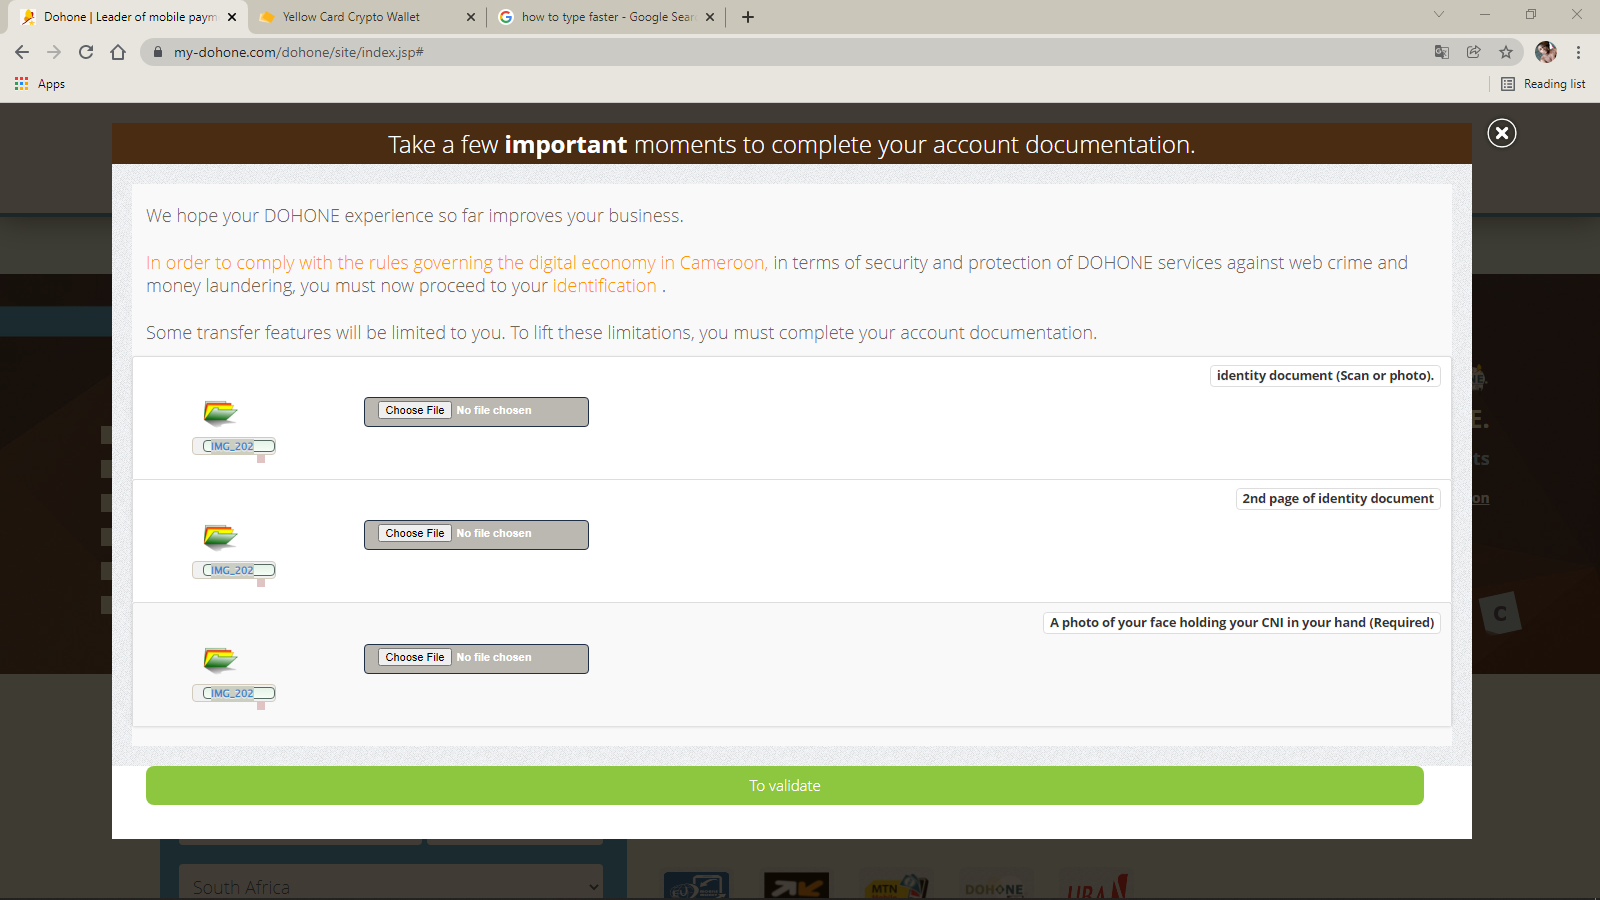 Dohone | Leader of mobile paym
Yellow Card Crypto Wallet
how to type faster - Google Sear
my-dohone.com/dohone/site/index.jsp#
Apps
Reading list
Take a few important moments to complete your account documentation.
We hope your DOHONE experience so far improves your business.
In order to comply with the rules governing the digital economy in Cameroon, in terms of security and protection of DOHONE services against web crime and
money laundering, you must now proceed to your identification .
Some transfer features will be limited to you. To lift these limitations, you must complete your account documentation.
identity document (Scan or photo).
Choose File No file chosen
IMG_202
2nd page of identity document
Choose File No file chosen
IMG_202
A photo of your face holding your CNI in your hand (Required)
Choose File No file chosen
IMG_202
To validate
E.
ts
on
C
South Africa
MTN
DOHONE
UBA